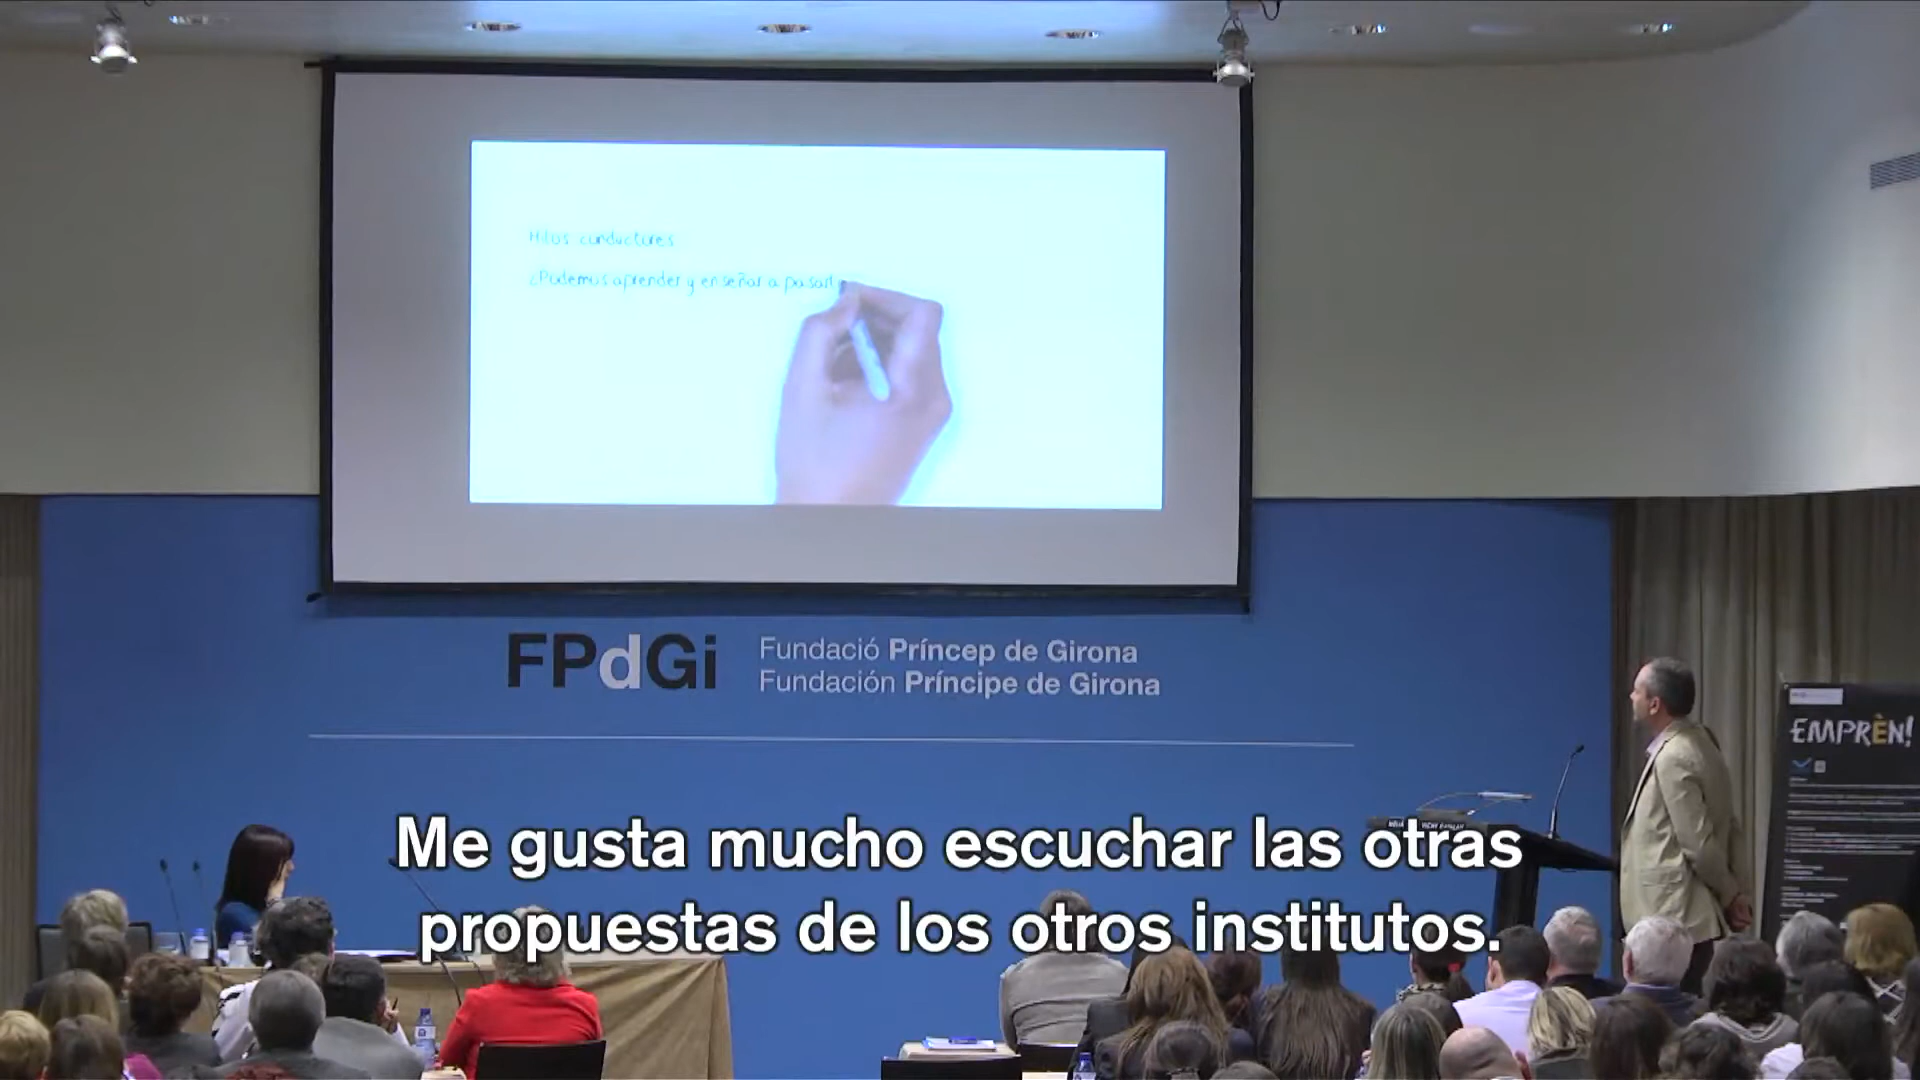 Hilos conductores
¿Podemos aprender y enseñar a pasarl
FPdGi
Fundació Príncep de Girona
Fundación Príncipe de Girona
EMPRÈN!
Me gusta mucho escuchar las otras
propuestas de los otros institutos.